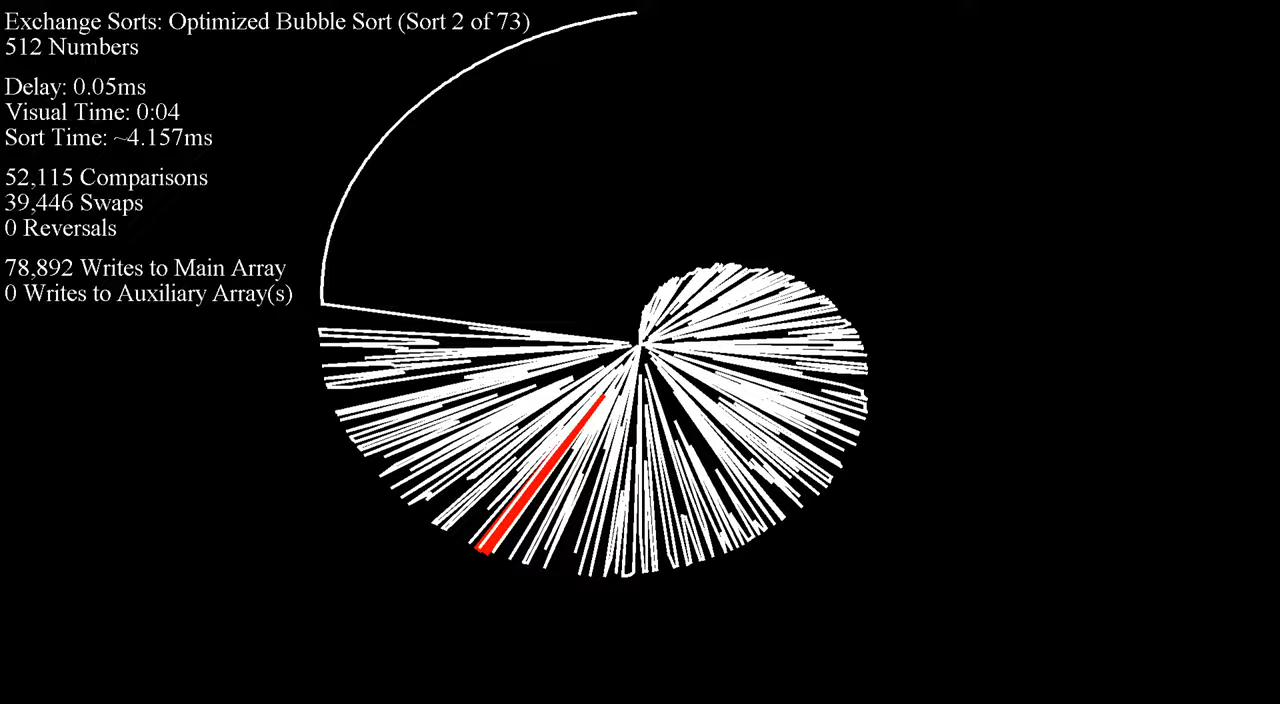 Exchange Sorts: Optimized Bubble Sort (Sort 2 of 73)
512 Numbers
Delay: 0.05ms
Visual Time: 0:04
Sort Time: ~4.157ms
52,115 Comparisons
39,446 Swaps
0 Reversals
78,892 Writes to Main Array
0 Writes to Auxiliary Array(s)